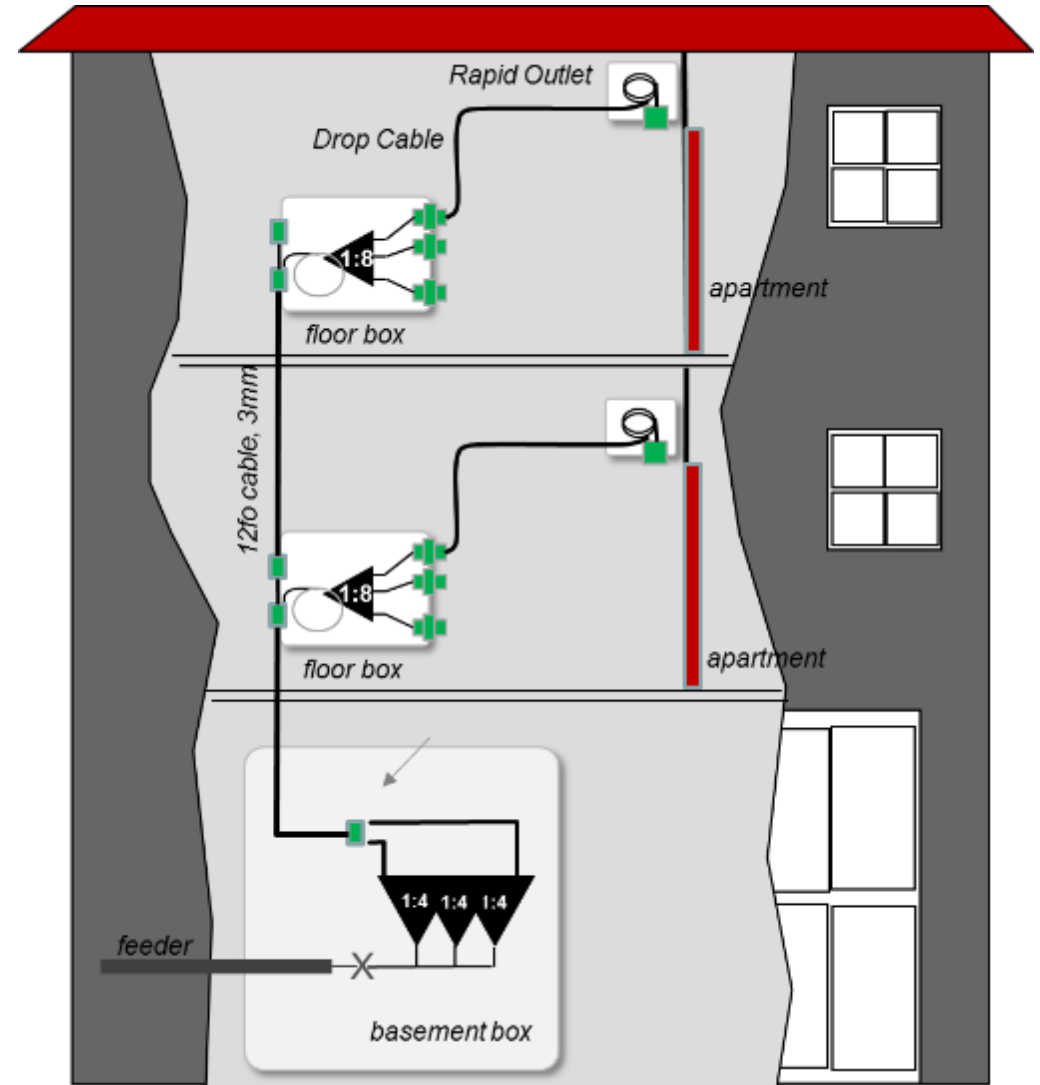 Rapid Outlet
Drop Cable
1:8
apartment
floor box
12fo cable, 3mm
1:8
apartment
floor box
1:4 1:4 1:4
feeder
basement box